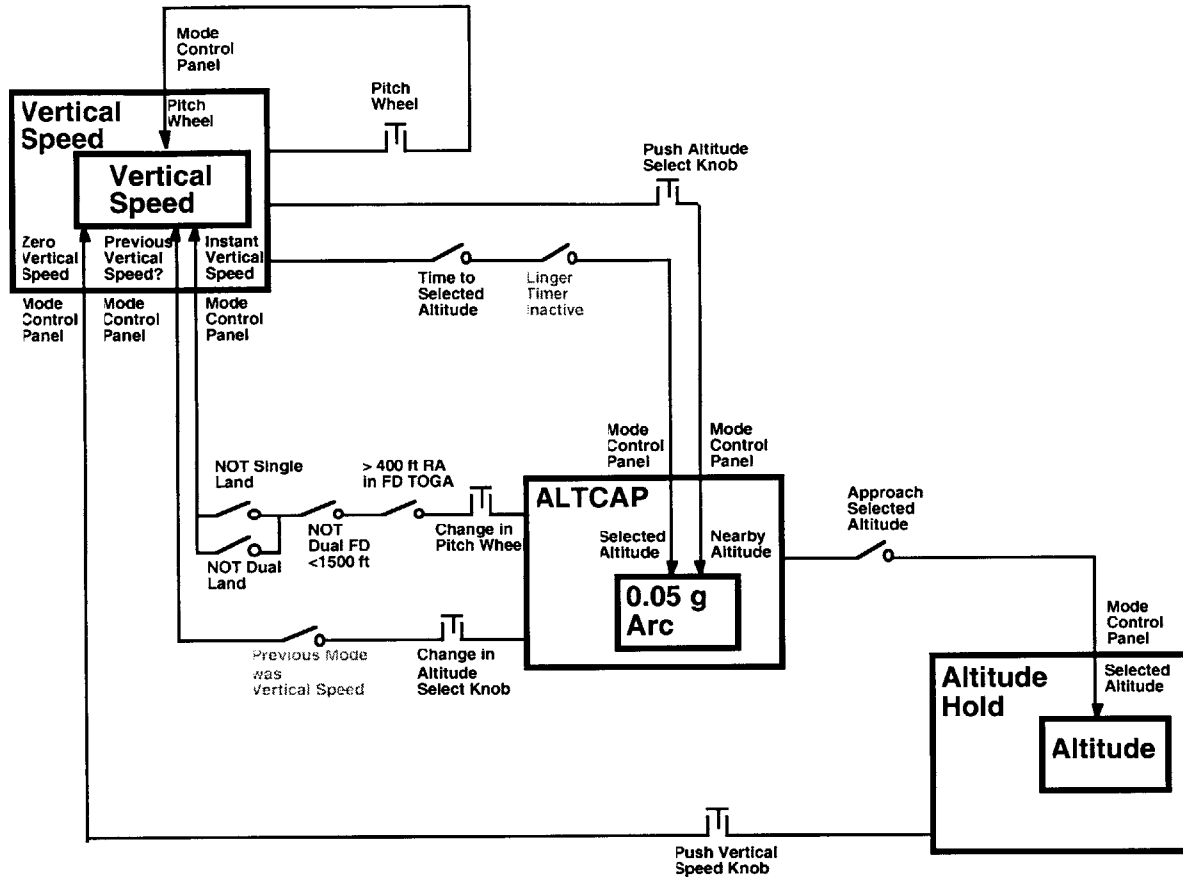 Mode
Control
Panel
Vertical
Speed
Pitch
Wheel
Pitch
Wheel
Vertical
Speed
Push Altitude
Select Knob
Zero
Vertical
Speed
Previous
Vertical
Speed?
Instant
Vertical
Speed
Mode
Control
Panel
Mode
Control
Panel
Mode
Control
Panel
Time to
Selected
Altitude
Linger
Timer
Inactive
Mode
Control
Panel
Mode
Control
Panel
NOT Single
Land
> 400 ft RA
in FD TOGA
NOT Dual
Land
NOT
Dual FD
<1500 ft
Change in
Pitch Wheel
ALTCAP
Selected
Altitude
Nearby
Altitude
0.05 g
Arc
Approach
Selected
Altitude
Previous Mode
was
Vertical Speed
Change in
Altitude
Select Knob
Mode
Control
Panel
Altitude
Hold
Selected
Altitude
Altitude
Push Vertical
Speed Knob